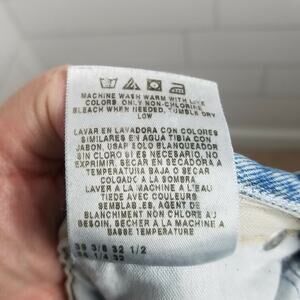 MACHINE WASH WARM WITH LIKE
COLORS. ONLY NON-CHLORINE
BLEACH WHEN NEEDED. TUMBLE DRY
LOW
LAVAR EN LAVADORA CON COLORES
SIMILARES EN AGUA TIBIA CON
JABON. USAR SOLO BLANQUEADOR
SIN CLORO SI ES NECESARIO. NO
EXPRIMIR. SECAR EN SECADORA A
TEMPERATURA BAJA O SECAR
COLGADO A LA SOMBRA
LAVER A LA MACHINE A L'EAU
TIEDE AVEC COULEURS
SEMBLABLES. AGENT DE
BLANCHIMENT NON CHLORE AU
BESOIN. SECHER A LA MACHINE A
BASSE TEMPERATURE